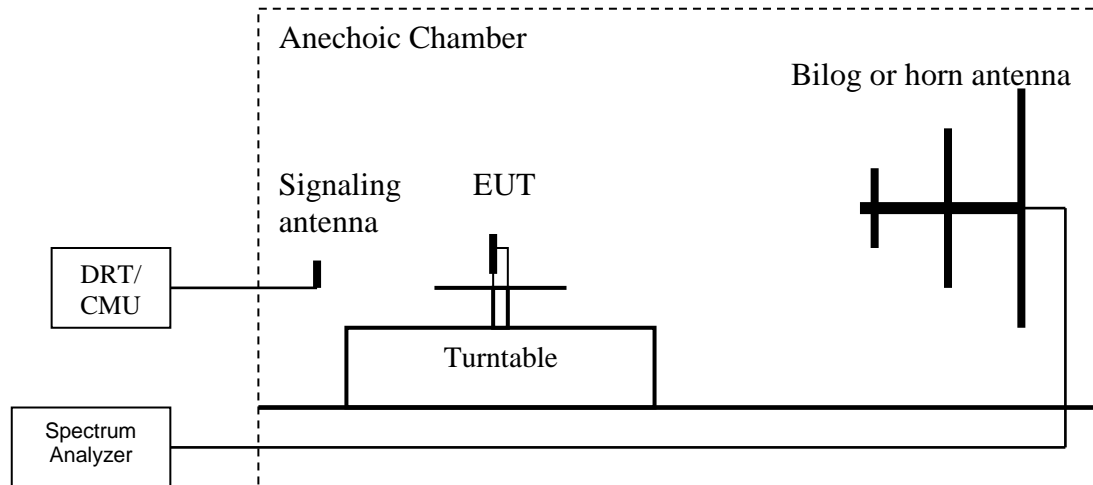 Anechoic Chamber
Bilog or horn antenna
Signaling
antenna
EUT
DRT/
CMU
Turntable
Spectrum
Analyzer